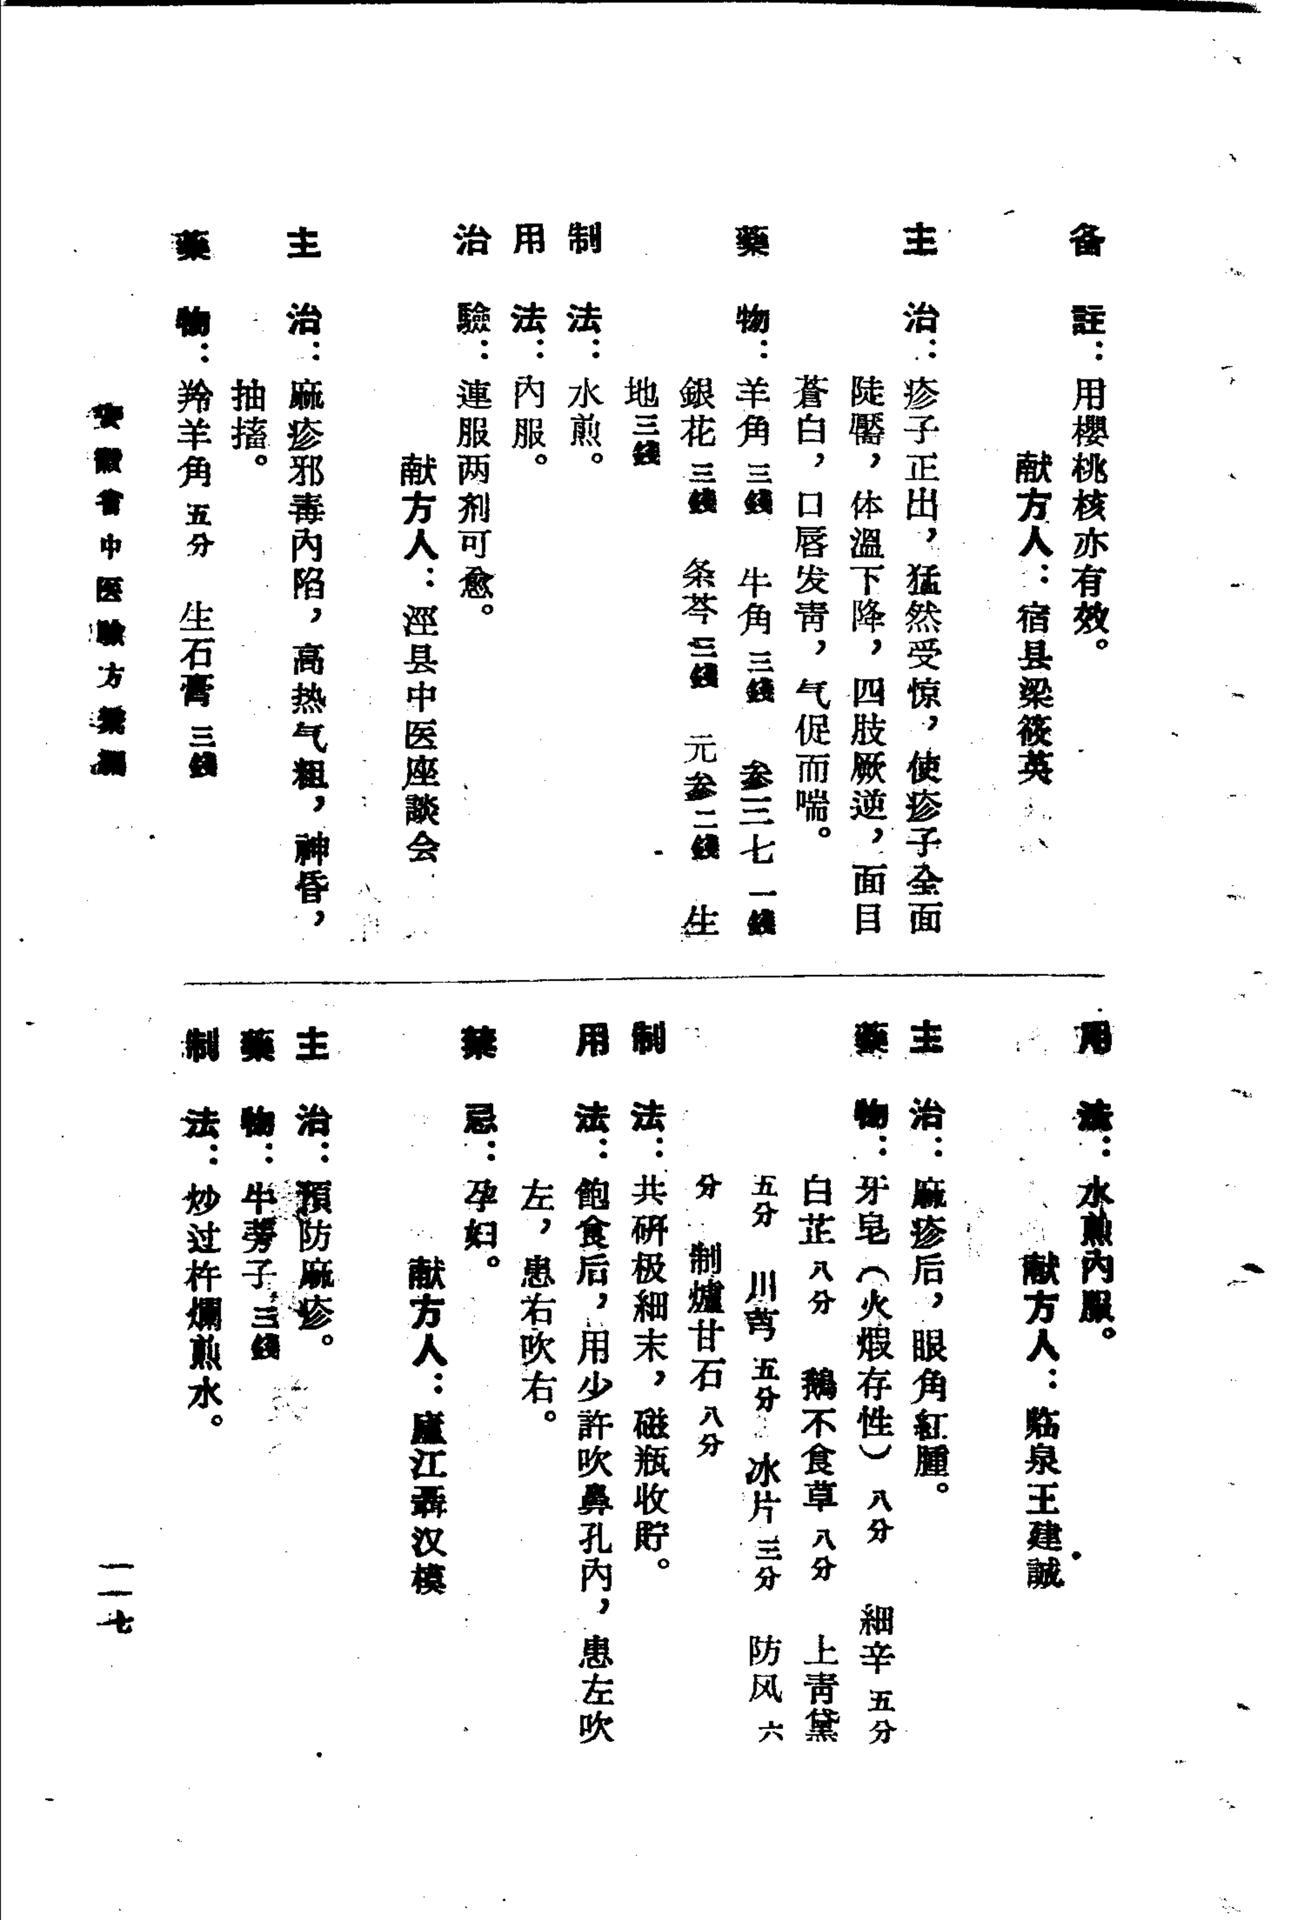 备註：用櫻桃核亦有效。
献方人：宿县梁筱英
主治：疹子正出，猛然受惊，使疹子全面
陡靨，体溫下降，四肢厥逆，面目
蒼白，口唇发青，气促而喘。
藥物：羊角三錢　牛角三錢　参三七一錢
銀花三錢　条芩三錢　元参二錢　生
地三錢
制法：水煎。
用法：內服。
治驗：連服两剂可愈。
献方人：涇县中医座談会
主治：麻疹邪毒內陷，高热气粗，神昏，
抽搐。
藥物：羚羊角五分　生石膏三錢
用法：水煎內服。
献方人：临泉王建誠
主治：麻疹后，眼角紅腫。
藥物：牙皂（火煅存性）八分　細辛五分
白芷八分　鵝不食草八分　上青黛
五分　川芎五分　冰片三分　防风六
分　制爐甘石八分
制法：共研极細末，磁瓶收貯。
用法：飽食后，用少許吹鼻孔內，患左吹
左，患右吹右。
禁忌：孕妇。
献方人：廬江聶汉模
主治：預防麻疹。
藥物：牛蒡子三錢
制法：炒过杵爛煎水。
安徽省中医驗方集
一一七